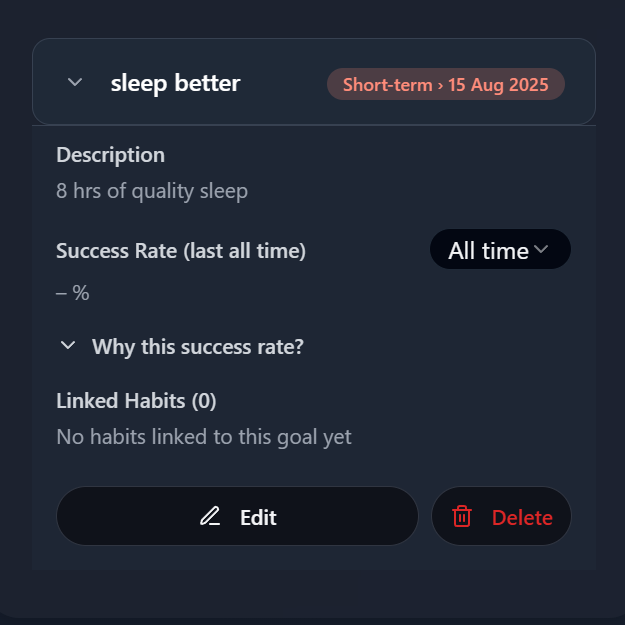 sleep better
Short-term › 15 Aug 2025
Description
8 hrs of quality sleep
Success Rate (last all time)
All time
– %
Why this success rate?
Linked Habits (0)
No habits linked to this goal yet
Edit
Delete